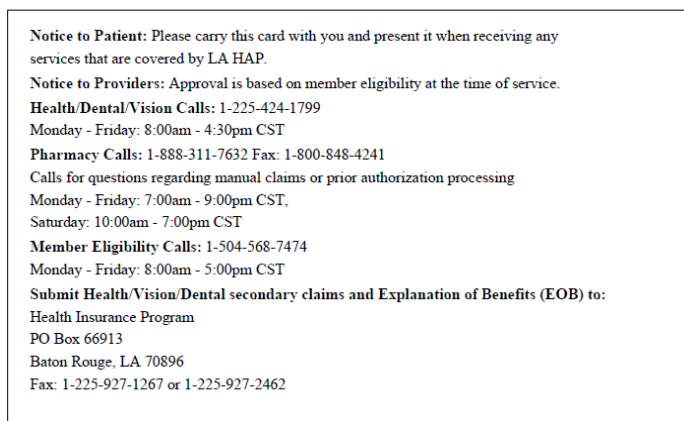 Notice to Patient: Please carry this card with you and present it when receiving any
services that are covered by LA HAP.
Notice to Providers: Approval is based on member eligibility at the time of service.
Health/Dental/Vision Calls: 1-225-424-1799
Monday - Friday: 8:00am - 4:30pm CST
Pharmacy Calls: 1-888-311-7632 Fax: 1-800-848-4241
Calls for questions regarding manual claims or prior authorization processing
Monday - Friday: 7:00am - 9:00pm CST,
Saturday: 10:00am - 7:00pm CST
Member Eligibility Calls: 1-504-568-7474
Monday - Friday: 8:00am - 5:00pm CST
Submit Health/Vision/Dental secondary claims and Explanation of Benefits (EOB) to:
Health Insurance Program
PO Box 66913
Baton Rouge, LA 70896
Fax: 1-225-927-1267 or 1-225-927-2462